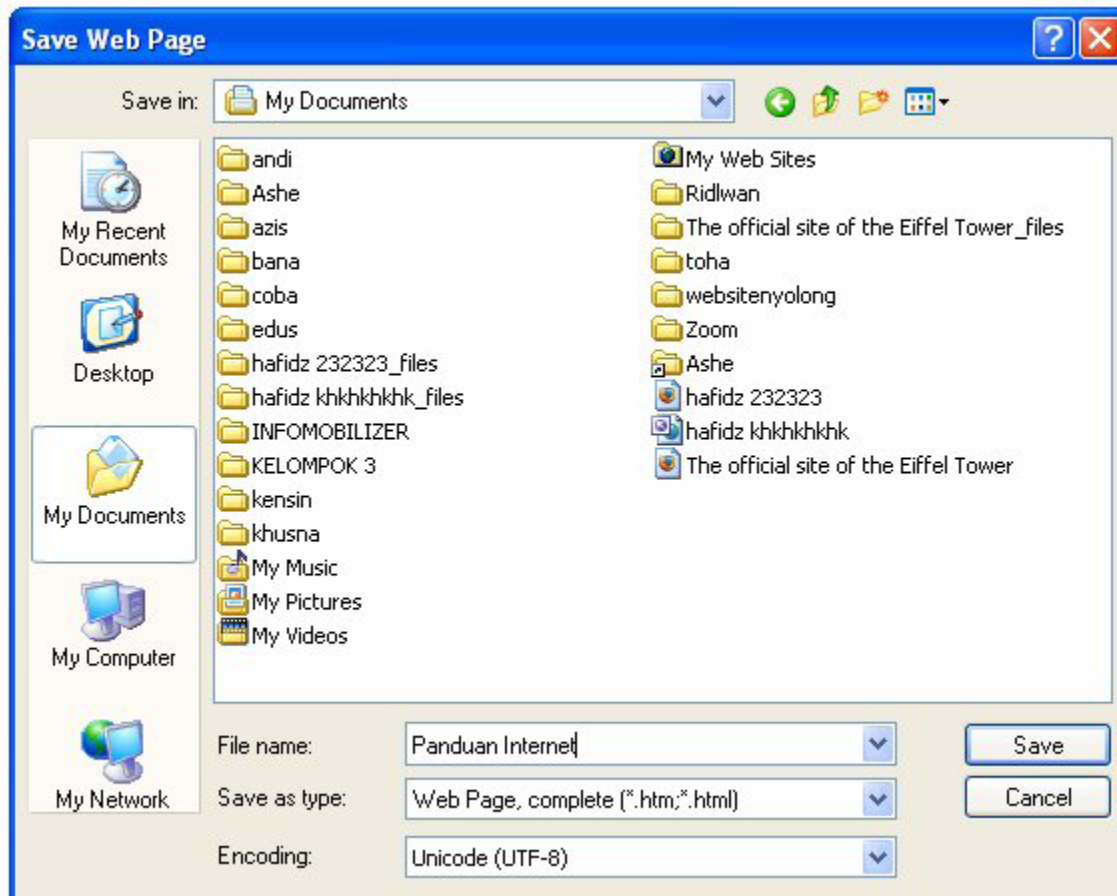 Save Web Page
Save in: My Documents
My Recent
Documents
Desktop
My Documents
My Computer
My Network
andi
Ashe
azis
bana
coba
edus
hafidz 232323_files
hafidz khkhkhkhk_files
INFOMOBILIZER
KELOMPOK 3
kensin
khusna
My Music
My Pictures
My Videos
My Web Sites
Ridlwan
The official site of the Eiffel Tower_files
toha
websitenyolong
Zoom
Ashe
hafidz 232323
hafidz khkhkhkhk
The official site of the Eiffel Tower
File name: Panduan Internet Save
Save as type: Web Page, complete (*.htm;*.html) Cancel
Encoding: Unicode (UTF-8)